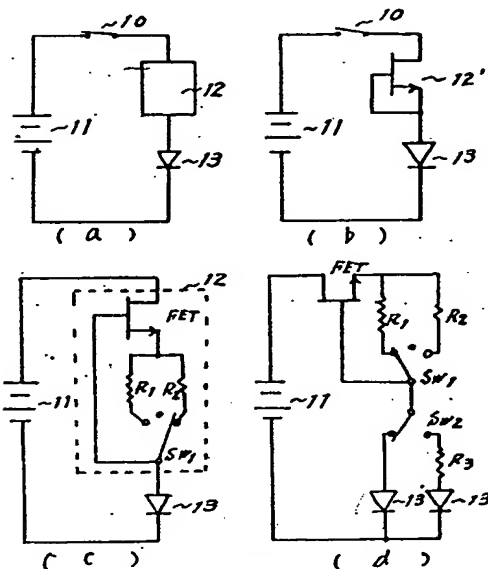 10
12
11
13
( a )
10
12'
11
13
( b )
12
FET
R1 R2
11
SW1
13
( c )
FET
R1 R2
SW1
11
SW2
R3
13 13
( d )